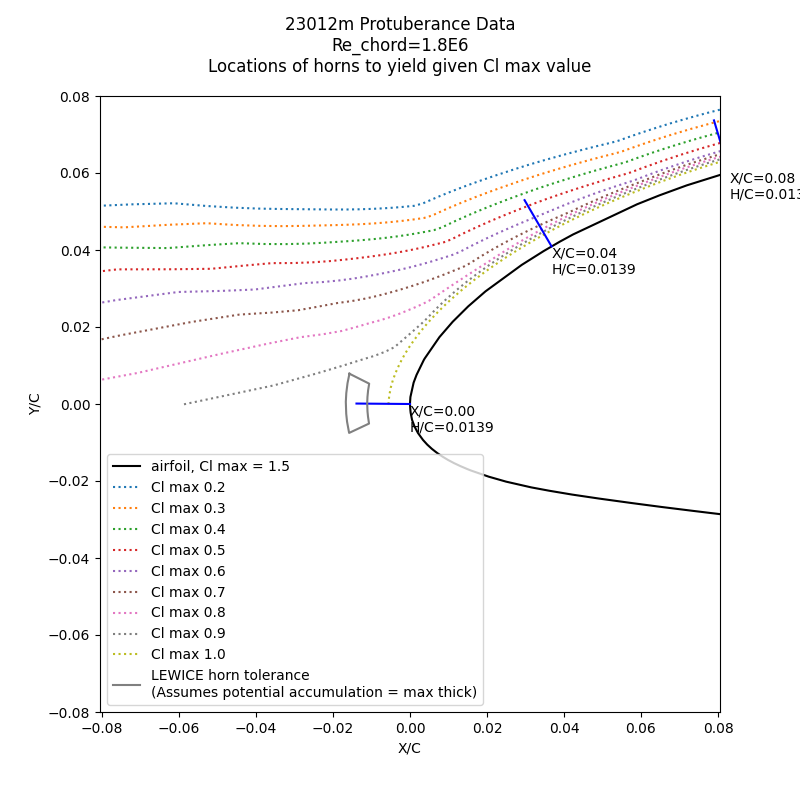 23012m Protuberance Data
Re_chord=1.8E6
Locations of horns to yield given Cl max value
0.08
0.06
0.04
0.02
0.00
−0.02
−0.04
−0.06
−0.08
Y/C
X/C=0.08
H/C=0.013
X/C=0.04
H/C=0.0139
X/C=0.00
H/C=0.0139
airfoil, Cl max = 1.5
Cl max 0.2
Cl max 0.3
Cl max 0.4
Cl max 0.5
Cl max 0.6
Cl max 0.7
Cl max 0.8
Cl max 0.9
Cl max 1.0
LEWICE horn tolerance
(Assumes potential accumulation = max thick)
−0.08 −0.06 −0.04 −0.02 0.00 0.02 0.04 0.06 0.08
X/C